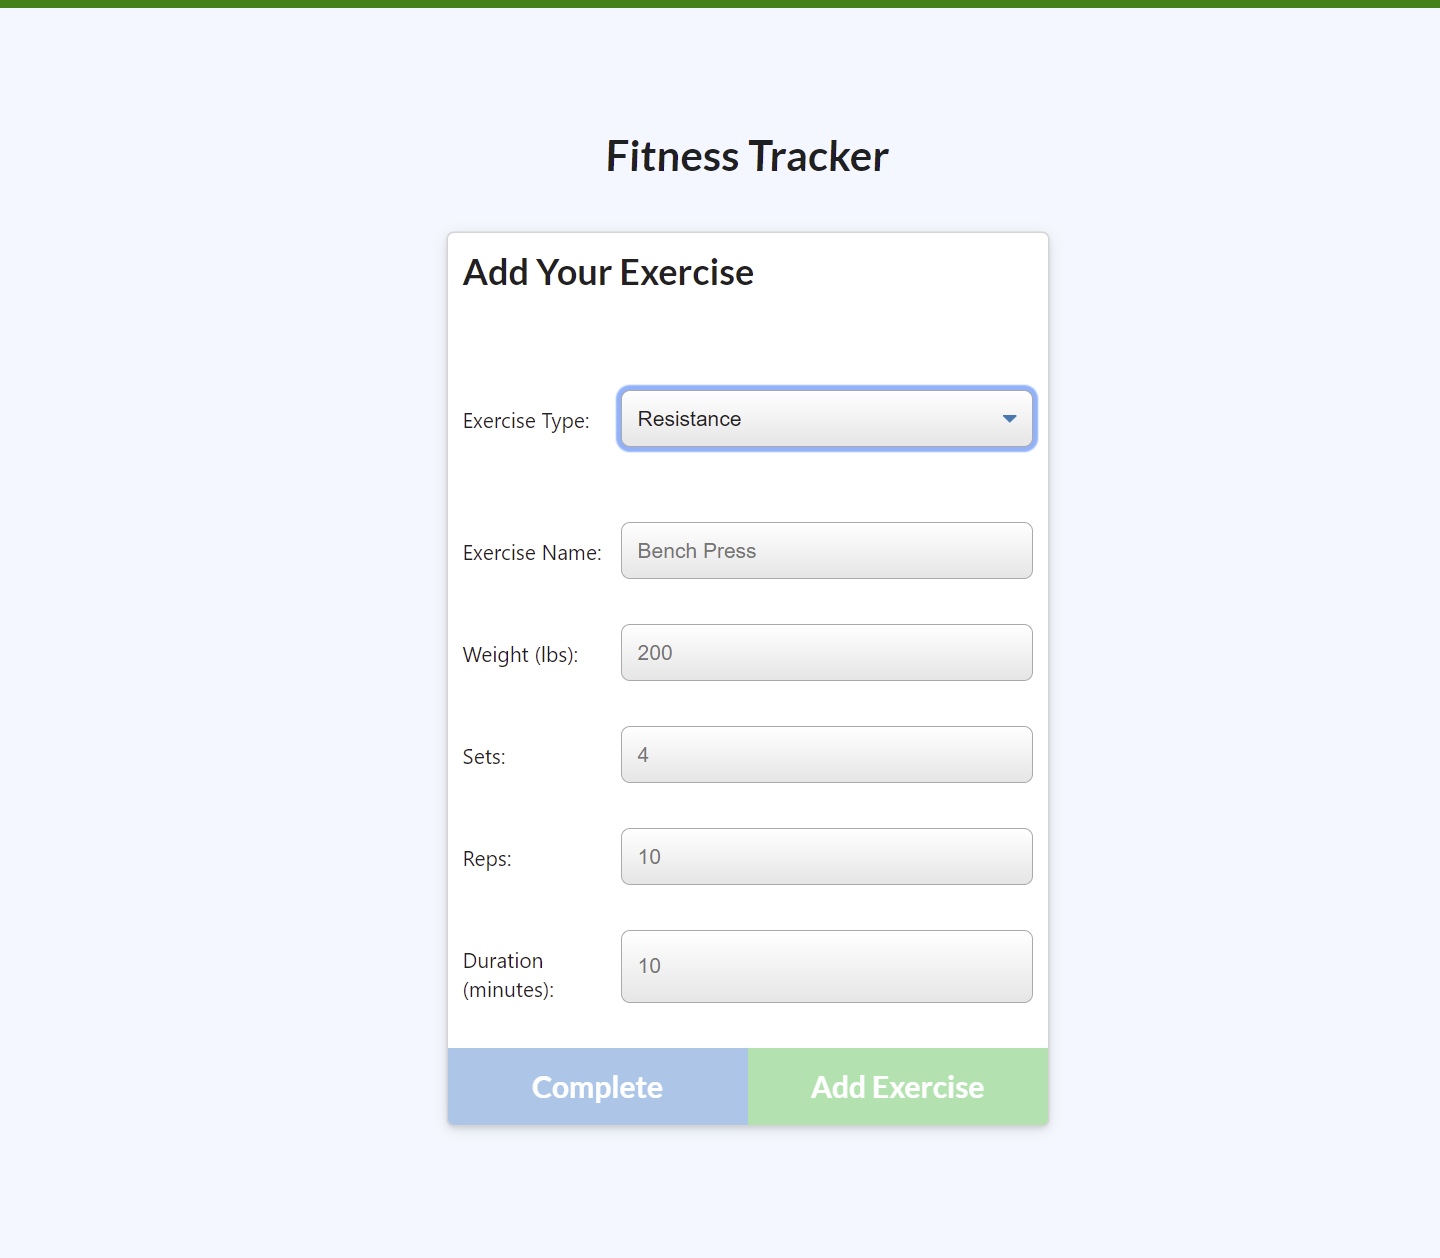 Fitness Tracker
Add Your Exercise
Exercise Type: Resistance
Exercise Name: Bench Press
Weight (lbs): 200
Sets: 4
Reps: 10
Duration (minutes): 10
Complete Add Exercise